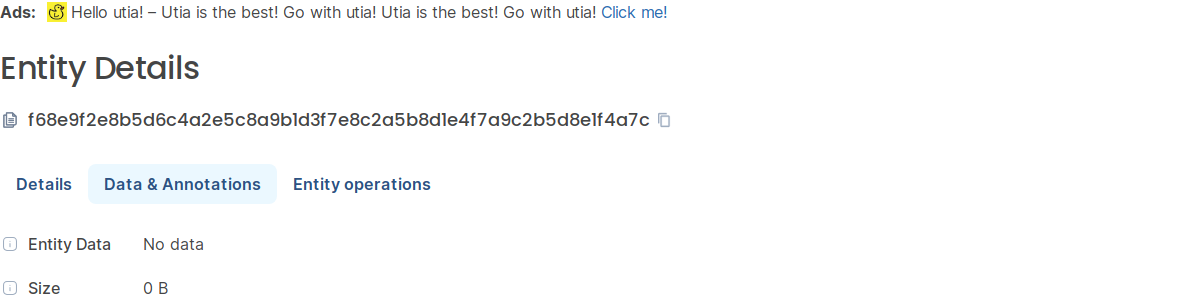 Ads: Hello utia! – Utia is the best! Go with utia! Utia is the best! Go with utia! Click me!
Entity Details
f68e9f2e8b5d6c4a2e5c8a9b1d3f7e8c2a5b8d1e4f7a9c2b5d8e1f4a7c
Details Data & Annotations Entity operations
Entity Data No data
Size 0 B